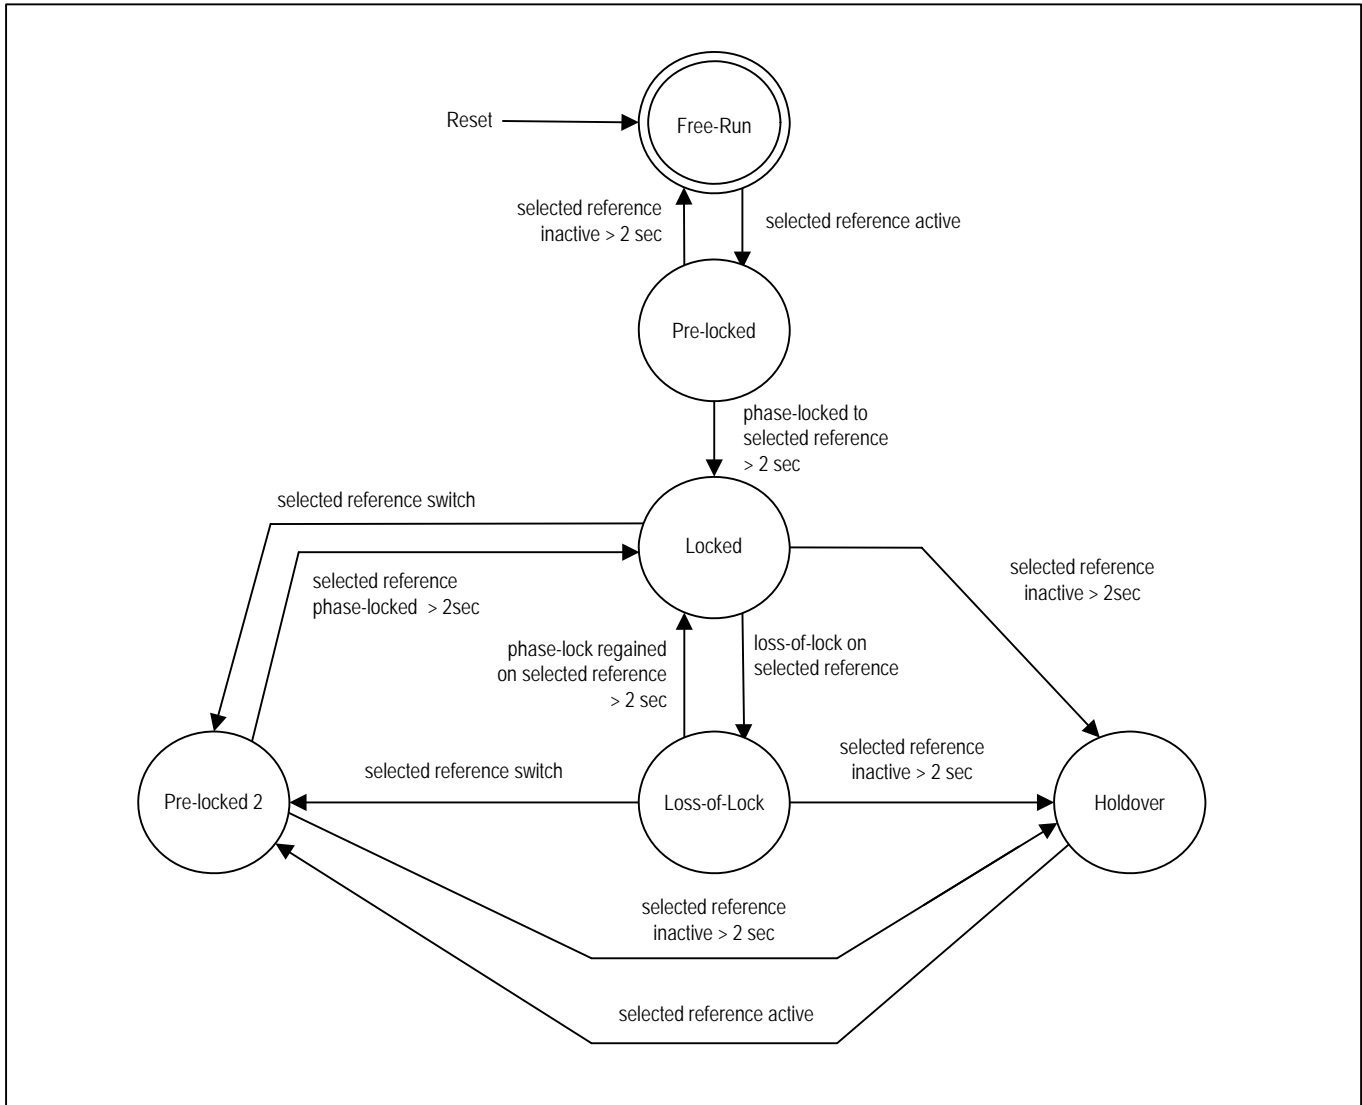 Reset
Free-Run
selected reference
inactive > 2 sec
selected reference active
Pre-locked
phase-locked to
selected reference
> 2 sec
selected reference switch
Locked
selected reference
inactive > 2sec
selected reference
phase-locked > 2sec
phase-lock regained
on selected reference
> 2 sec
loss-of-lock on
selected reference
selected reference switch
selected reference
inactive > 2 sec
Pre-locked 2
Loss-of-Lock
Holdover
selected reference
inactive > 2 sec
selected reference active